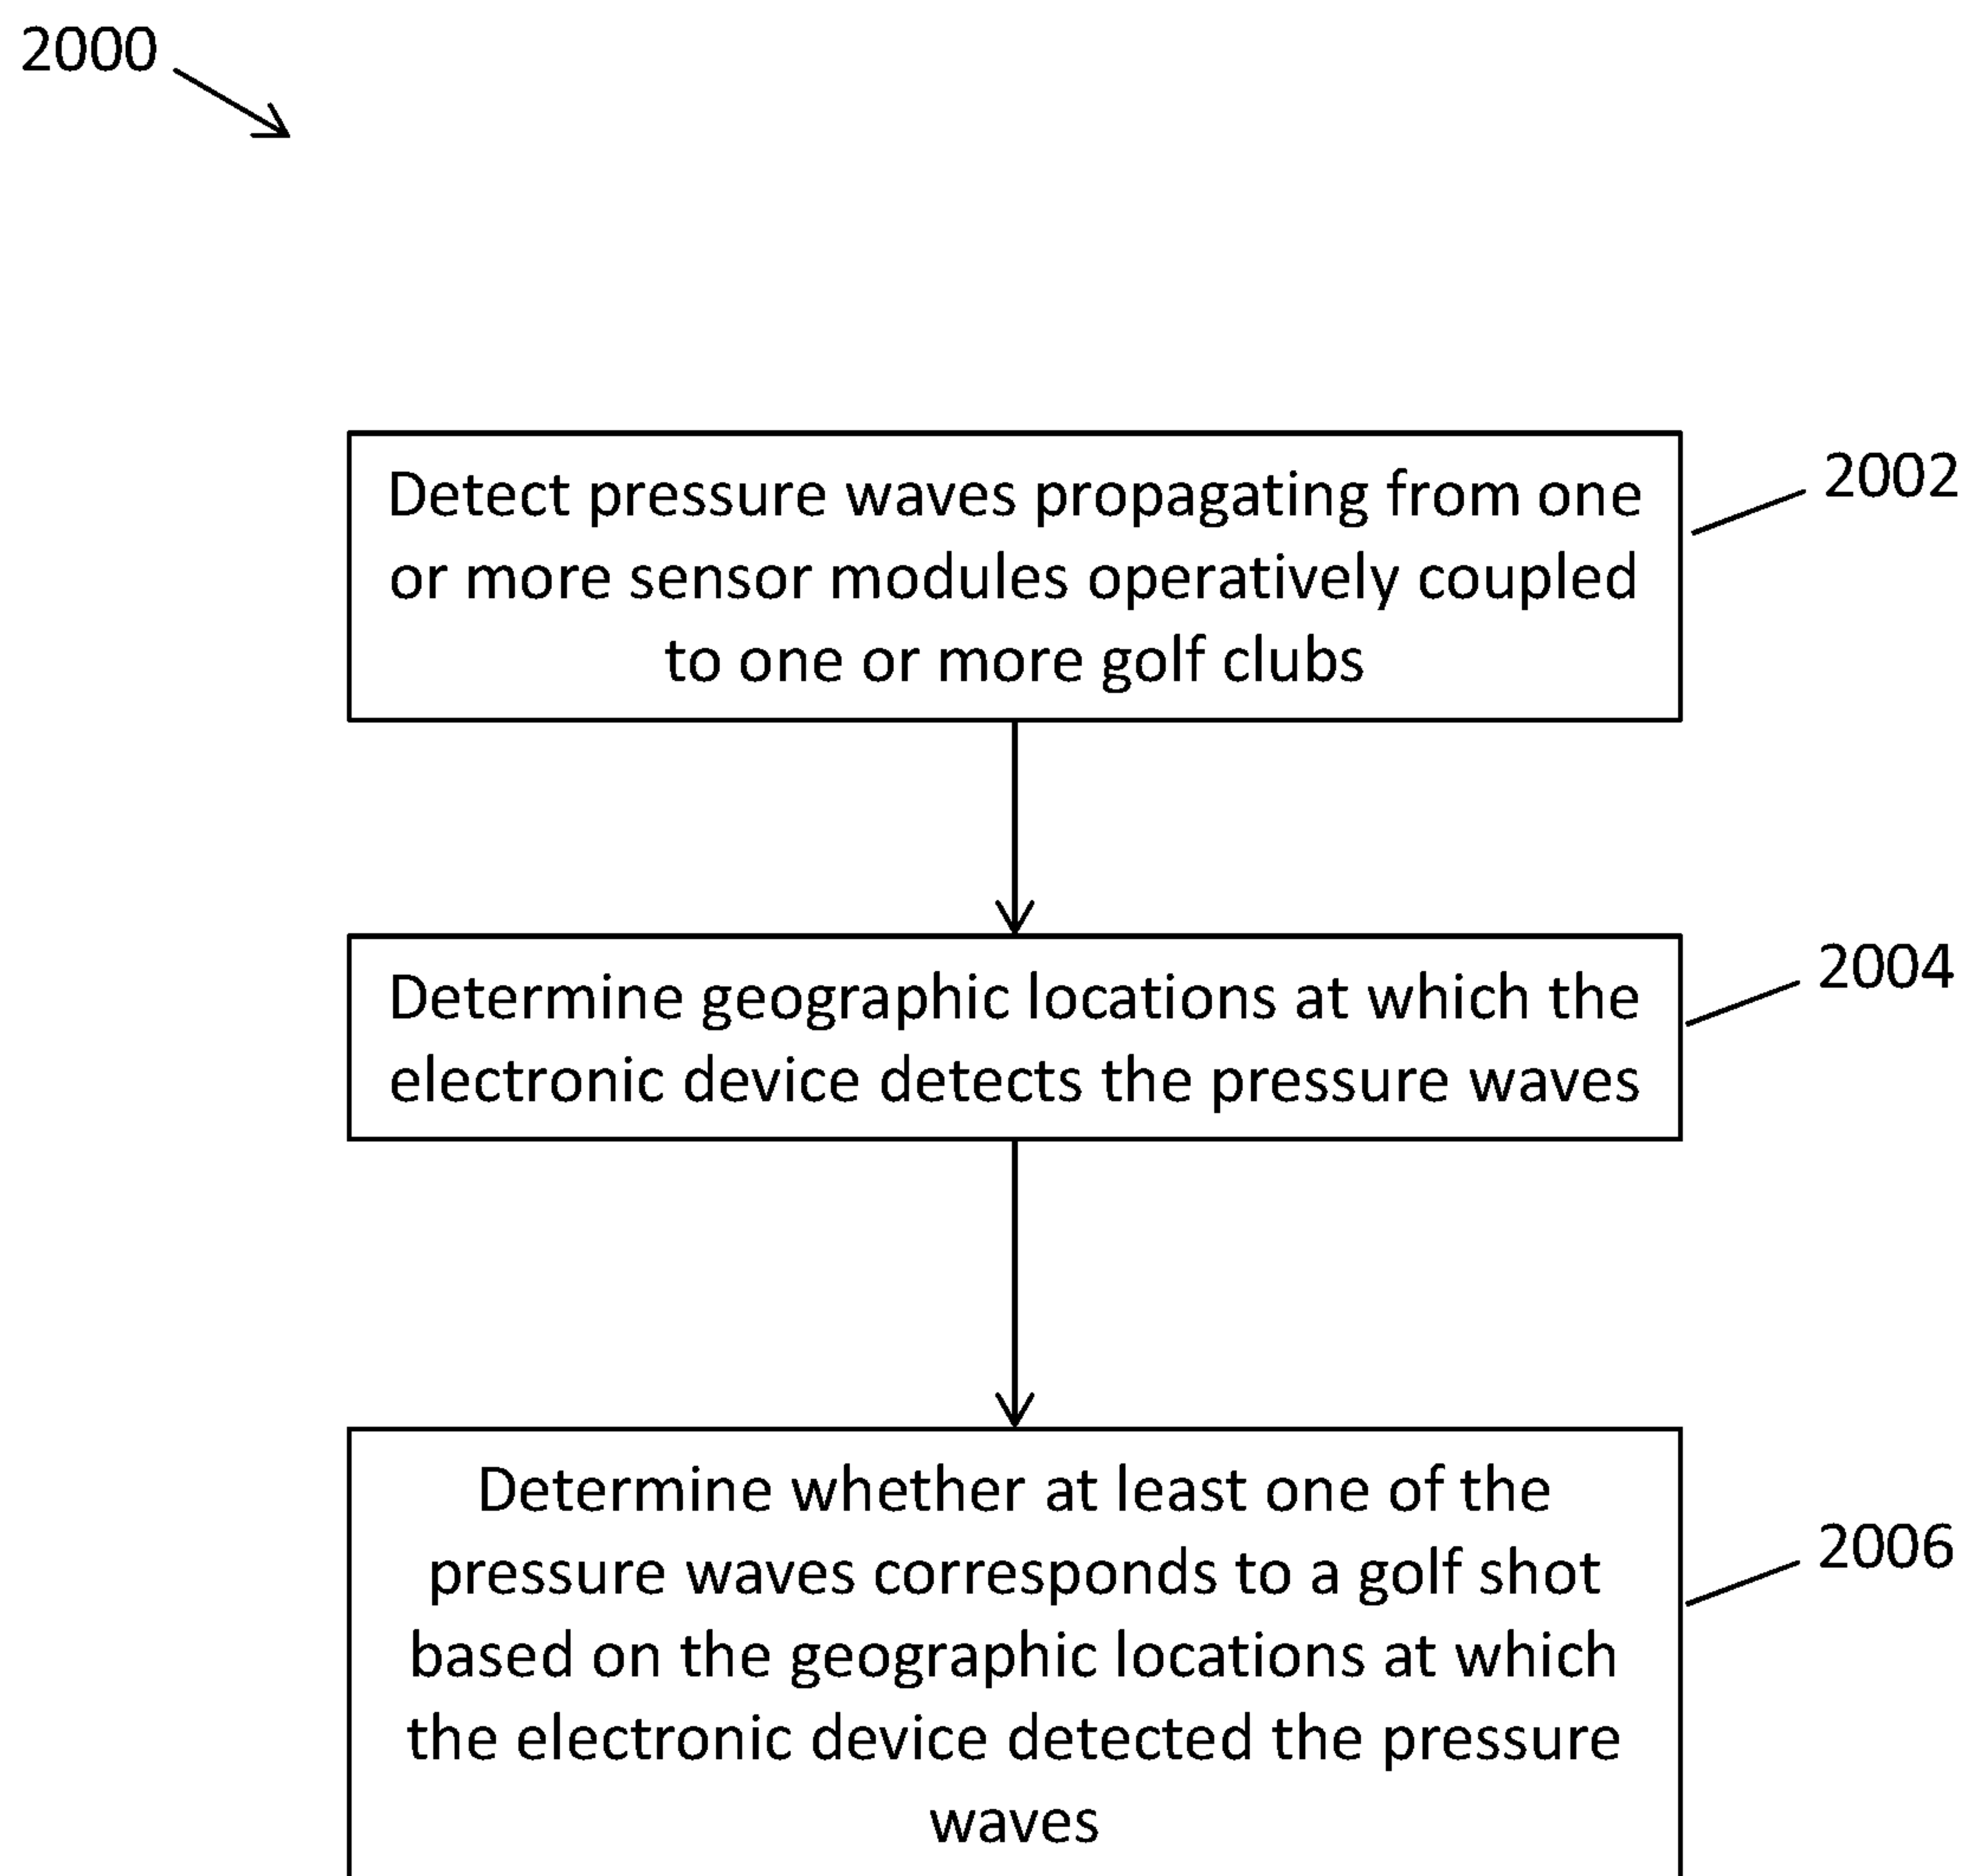 2000
Detect pressure waves propagating from one
or more sensor modules operatively coupled
to one or more golf clubs
2002
Determine geographic locations at which the
electronic device detects the pressure waves
2004
Determine whether at least one of the
pressure waves corresponds to a golf shot
based on the geographic locations at which
the electronic device detected the pressure
waves
2006